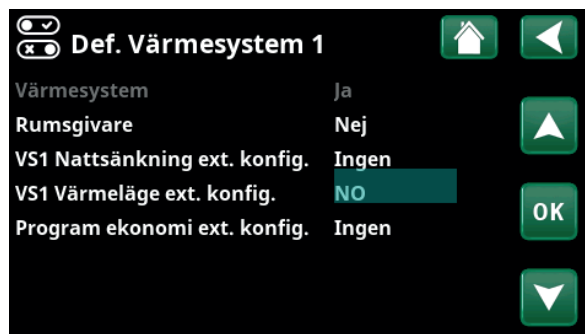 Def. Värmesystem 1
Värmesystem Ja
Rumsgivare Nej
VS1 Nattsänkning ext. konfig. Ingen
VS1 Värmeläge ext. konfig. NO
OK
Program ekonomi ext. konfig. Ingen